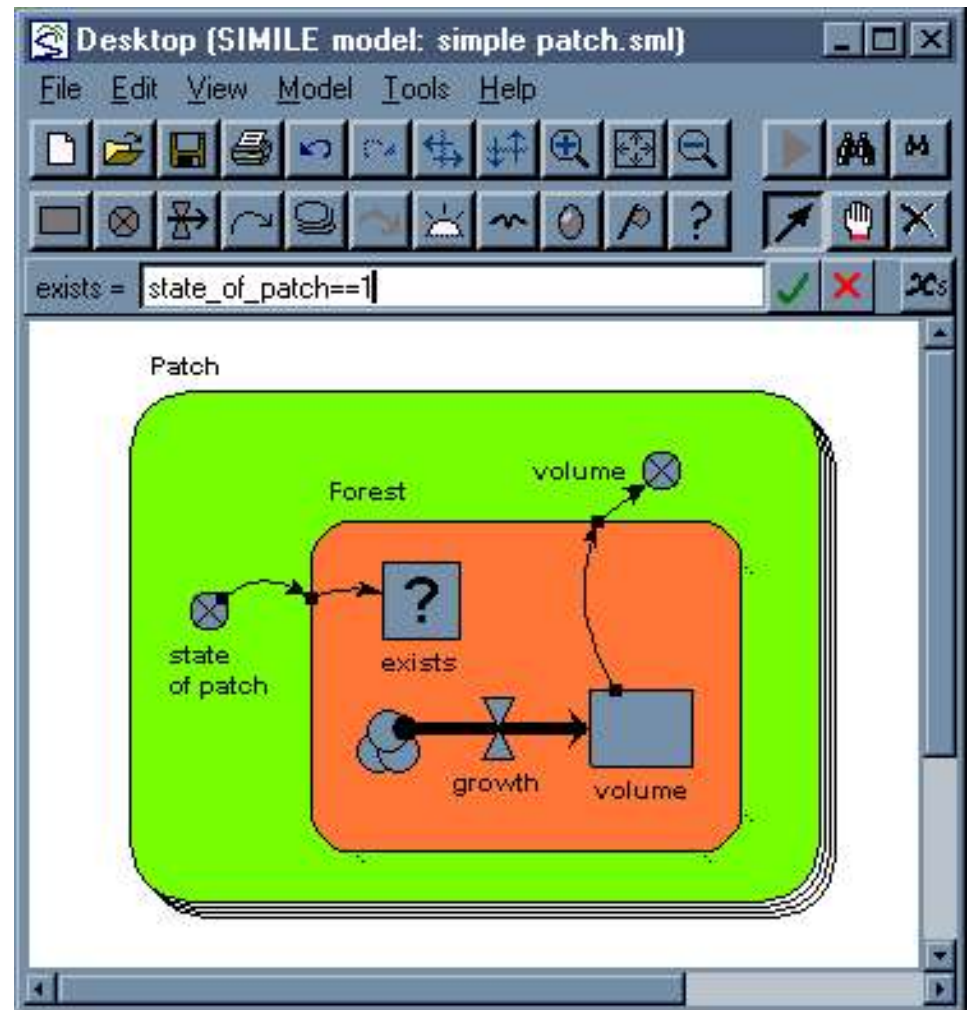 Desktop (SIMILE model: simple patch.sml)
File Edit View Model Tools Help
?
exists = state_of_patch==1
Patch
volume
Forest
?
exists
state
of patch
growth
volume